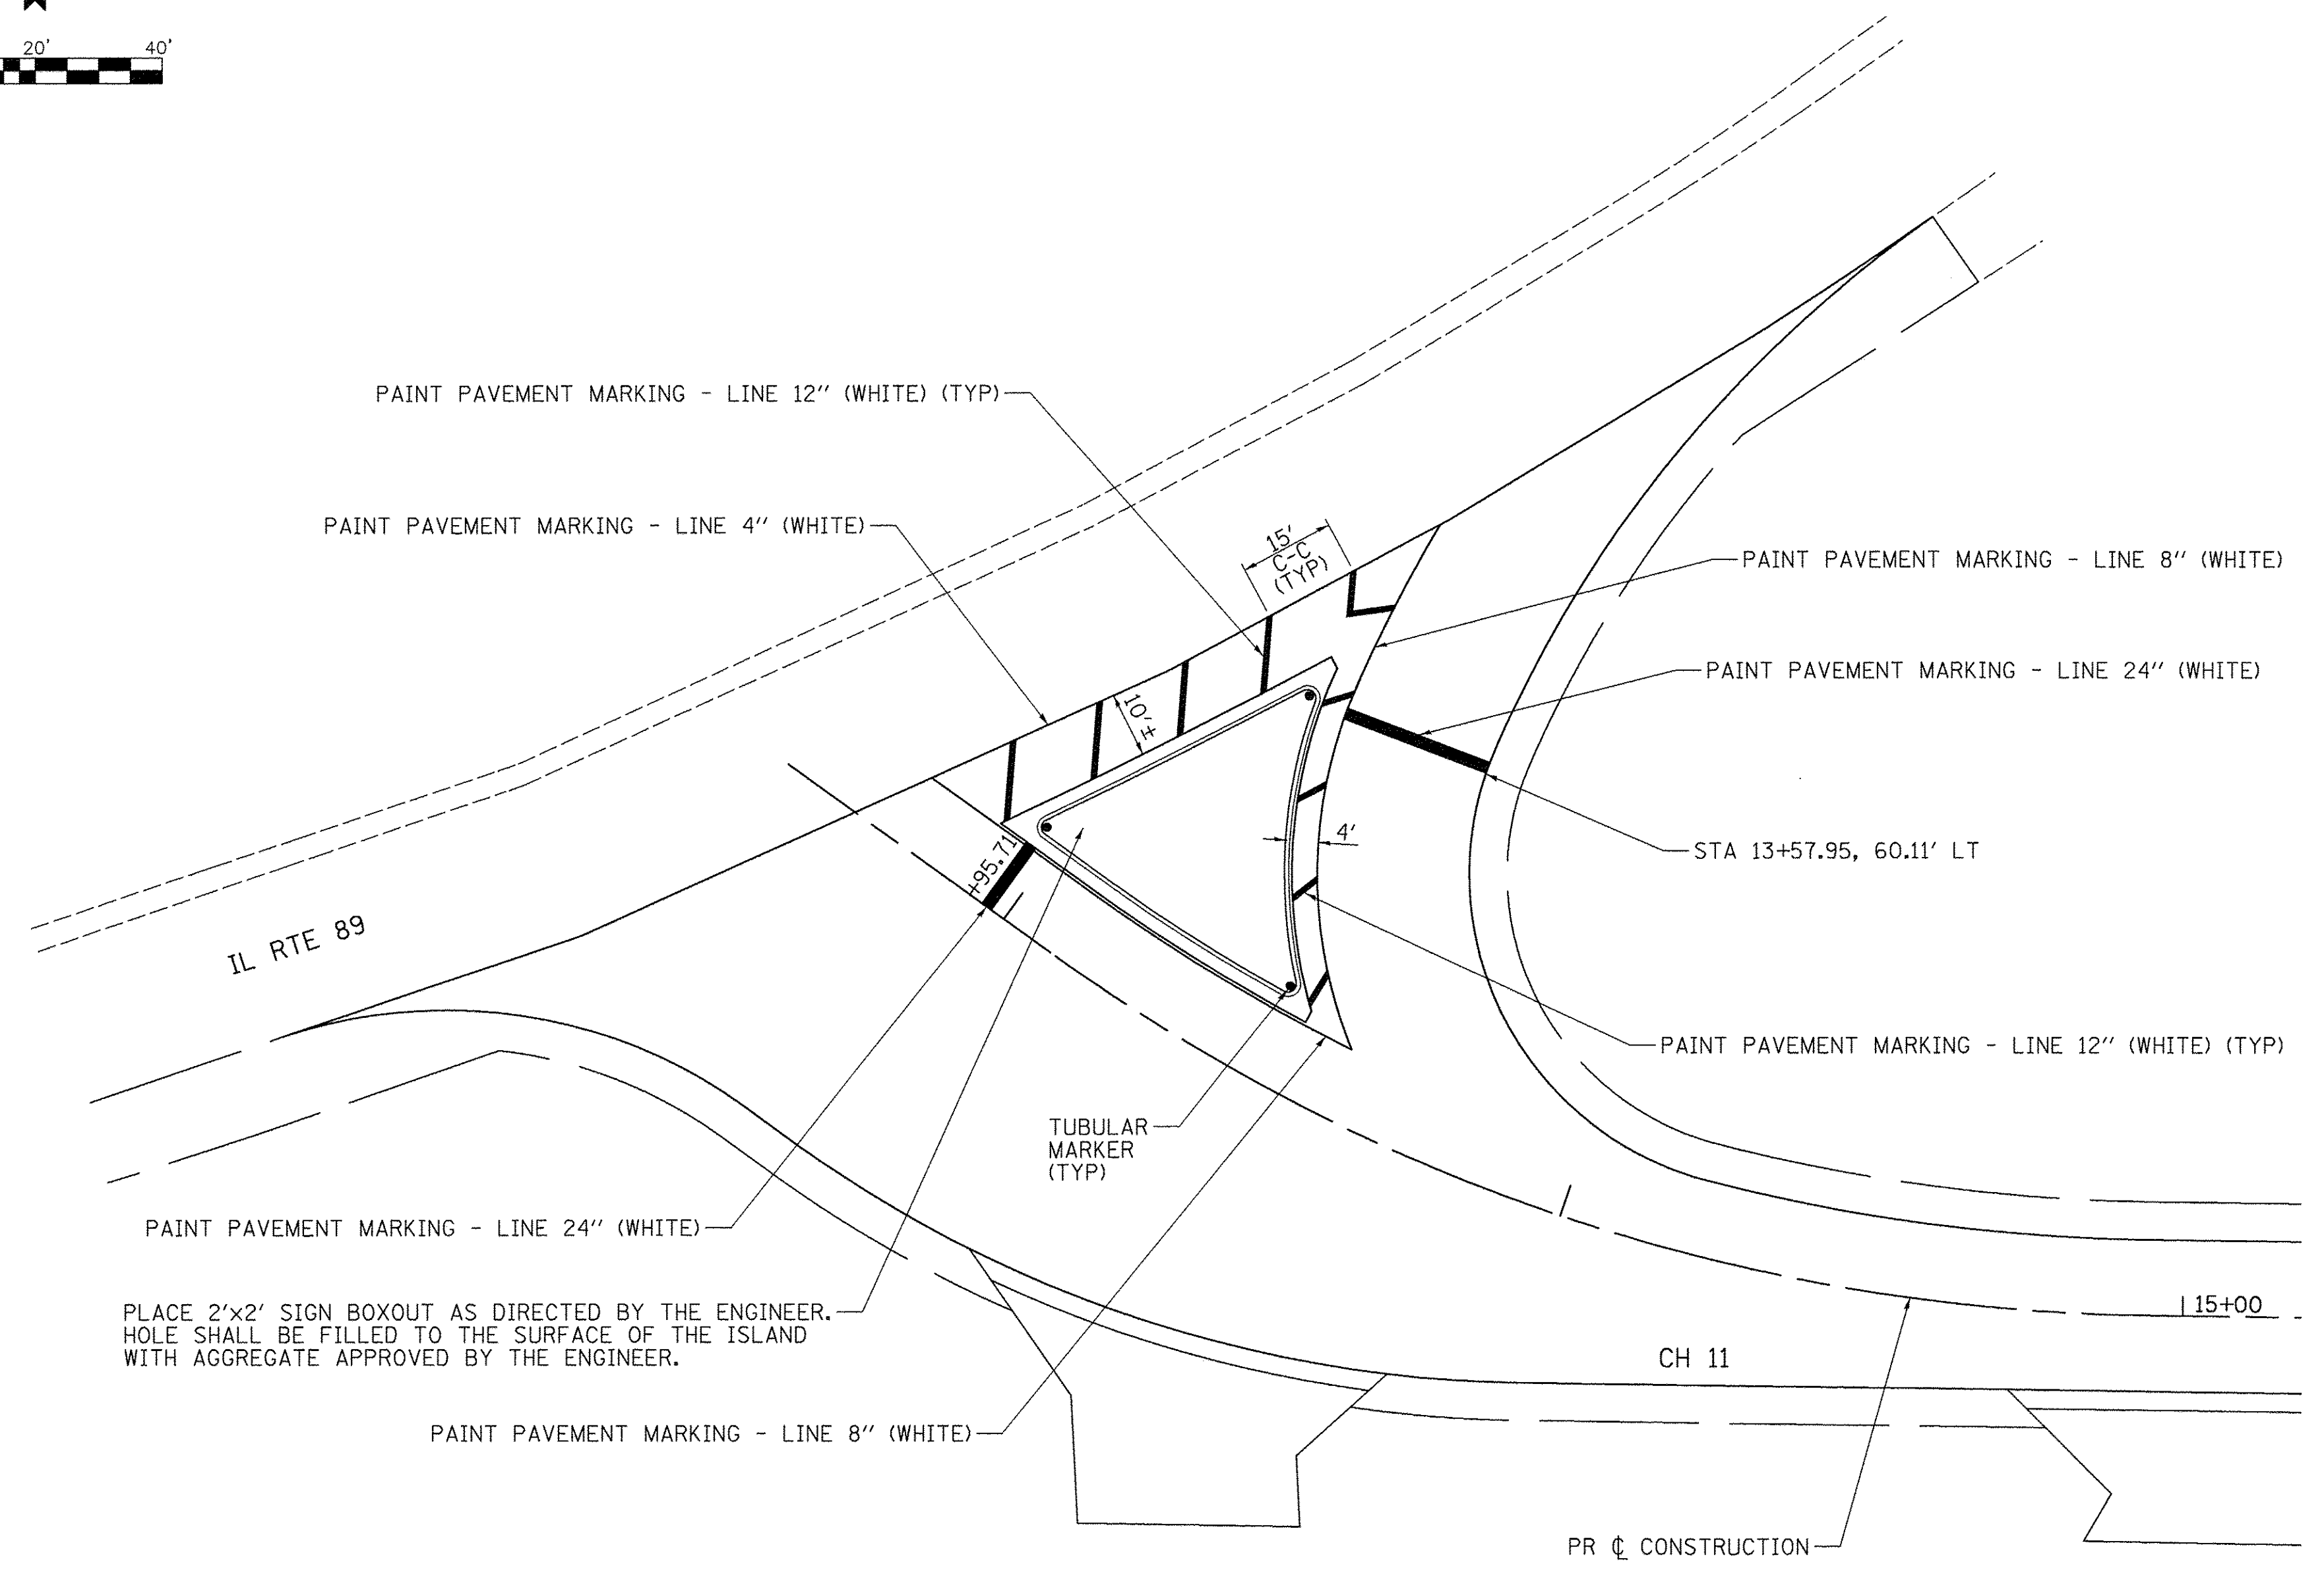 20' 40'
PAINT PAVEMENT MARKING - LINE 12" (WHITE) (TYP)
PAINT PAVEMENT MARKING - LINE 4" (WHITE)
15'
C-C
(TYP)
PAINT PAVEMENT MARKING - LINE 8" (WHITE)
PAINT PAVEMENT MARKING - LINE 24" (WHITE)
10'±
4'
STA 13+57.95, 60.11' LT
+95.71
IL RTE 89
PAINT PAVEMENT MARKING - LINE 12" (WHITE) (TYP)
TUBULAR
MARKER
(TYP)
PAINT PAVEMENT MARKING - LINE 24" (WHITE)
PLACE 2'x2' SIGN BOXOUT AS DIRECTED BY THE ENGINEER.
HOLE SHALL BE FILLED TO THE SURFACE OF THE ISLAND
WITH AGGREGATE APPROVED BY THE ENGINEER.
15+00
CH 11
PAINT PAVEMENT MARKING - LINE 8" (WHITE)
PR ℄ CONSTRUCTION